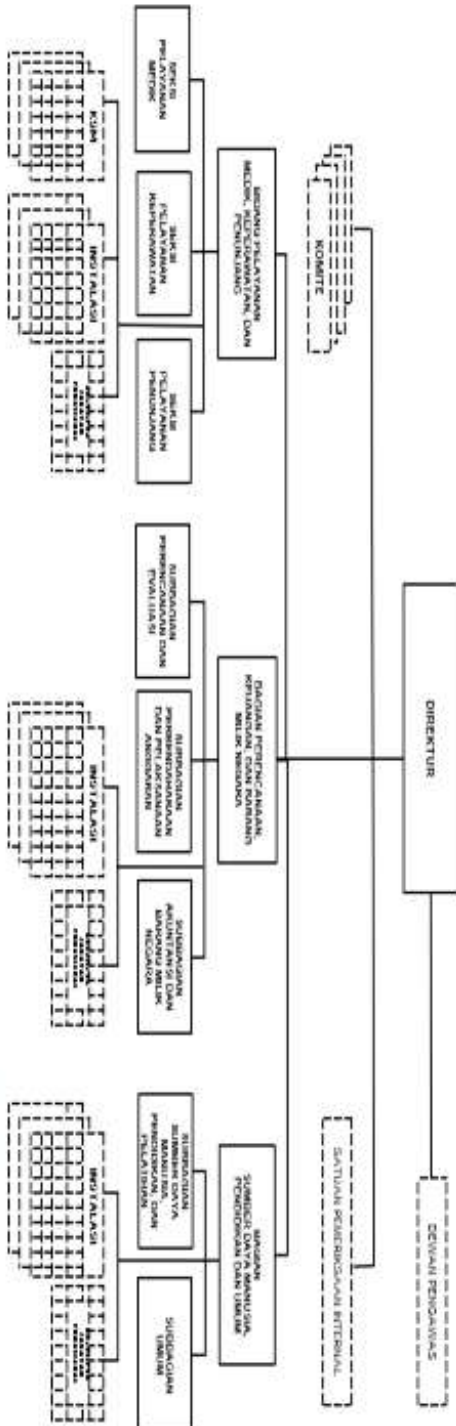 DIREKTUR
DEWAN PENGAWAS
KOMITE
SATUAN PEMERIKSAAN INTERNAL
BIDANG PELAYANAN
MEDIK, KEPERAWATAN, DAN
PENUNJANG
BAGIAN PERENCANAAN,
KEUANGAN, DAN BARANG
MILIK NEGARA
BAGIAN
SUMBER DAYA MANUSIA,
PENDIDIKAN DAN UMUM
SEKSI
PELAYANAN
MEDIK
SEKSI
PELAYANAN
KEPERAWATAN
SEKSI
PELAYANAN
PENUNJANG
SUBBAGIAN
PERENCANAAN DAN
EVALUASI
SUBBAGIAN
PERBENDAHARAAN
DAN PELAKSANAAN
ANGGARAN
SUBBAGIAN
AKUNTANSI DAN
BARANG MILIK
NEGARA
SUBBAGIAN
SUMBER DAYA
MANUSIA,
PENDIDIKAN, DAN
PELATIHAN
SUBBAGIAN
UMUM
KSM
INSTALASI
INSTALASI
INSTALASI